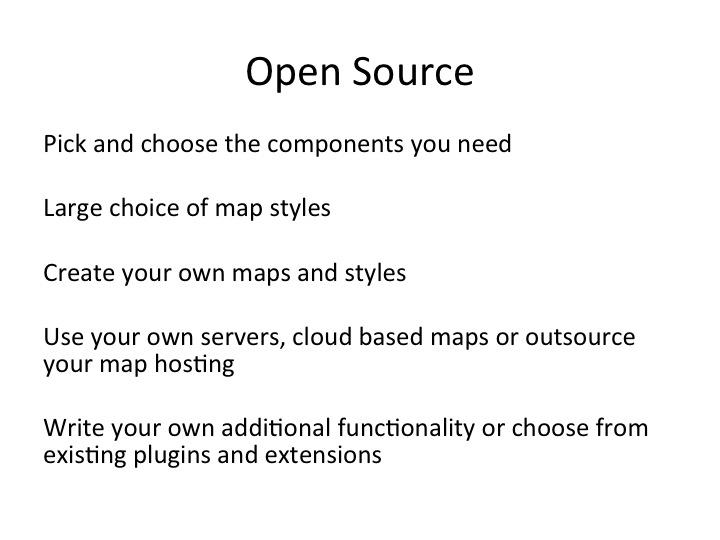 Open Source
Pick and choose the components you need
Large choice of map styles
Create your own maps and styles
Use your own servers, cloud based maps or outsource
your map hosting
Write your own additional functionality or choose from
existing plugins and extensions